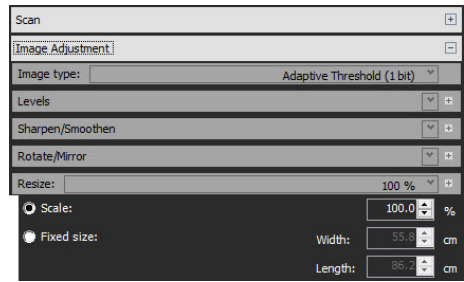 Scan
Image Adjustment
Image type: Adaptive Threshold (1 bit)
Levels
Sharpen/Smoothen
Rotate/Mirror
Resize: 100 %
Scale: 100.0 %
Fixed size: Width: 55.8 cm
Length: 86.2 cm